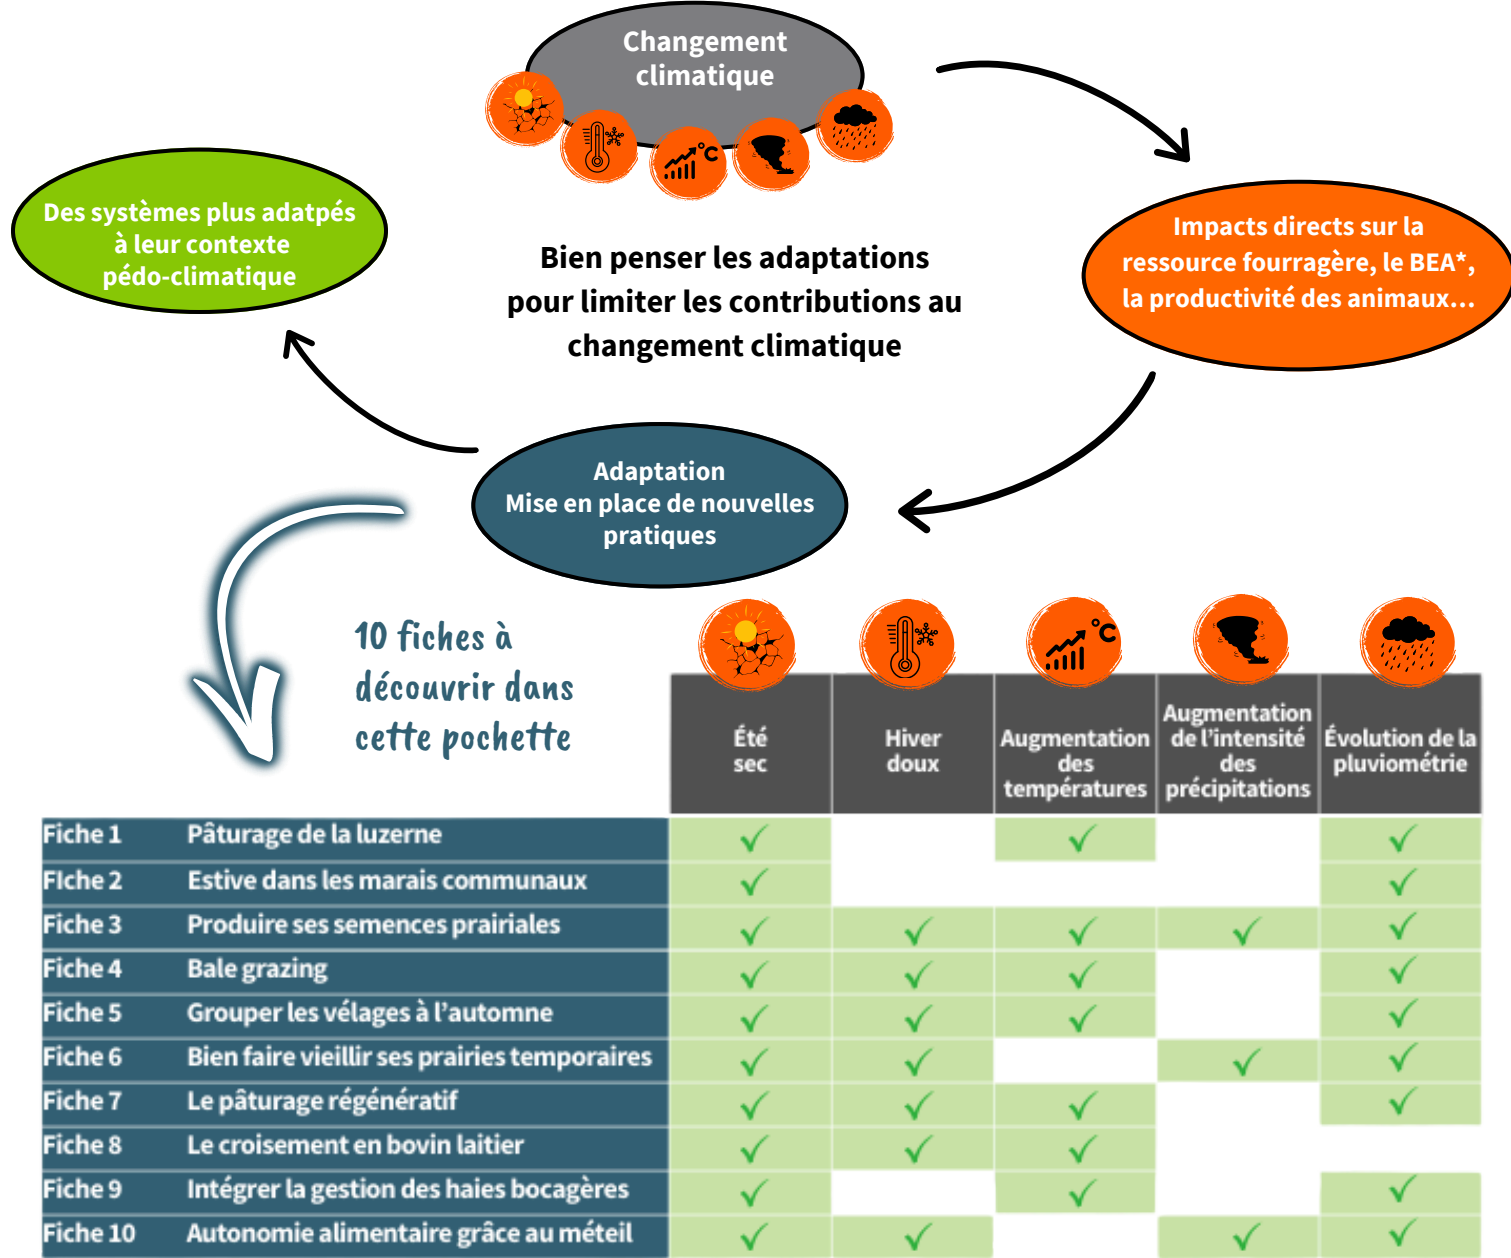 Changement
climatique
°C
Des systèmes plus adatpés
à leur contexte
pédo-climatique
Bien penser les adaptations
pour limiter les contributions au
changement climatique
Impacts directs sur la
ressource fourragère, le BEA*,
la productivité des animaux...
Adaptation
Mise en place de nouvelles
pratiques
10 fiches à
découvrir dans
cette pochette
°C
Été
sec
Hiver
doux
Augmentation
des
températures
Augmentation
de l'intensité
des
précipitations
Évolution de la
pluviométrie
Fiche 1 Pâturage de la luzerne ✓ ✓ ✓
FIche 2 Estive dans les marais communaux ✓ ✓
Fiche 3 Produire ses semences prairiales ✓ ✓ ✓ ✓ ✓
Fiche 4 Bale grazing ✓ ✓ ✓ ✓
Fiche 5 Grouper les vélages à l'automne ✓ ✓ ✓ ✓
Fiche 6 Bien faire vieillir ses prairies temporaires ✓ ✓ ✓ ✓
Fiche 7 Le pâturage régénératif ✓ ✓ ✓ ✓
Fiche 8 Le croisement en bovin laitier ✓ ✓ ✓
Fiche 9 Intégrer la gestion des haies bocagères ✓ ✓ ✓
Fiche 10 Autonomie alimentaire grâce au méteil ✓ ✓ ✓ ✓